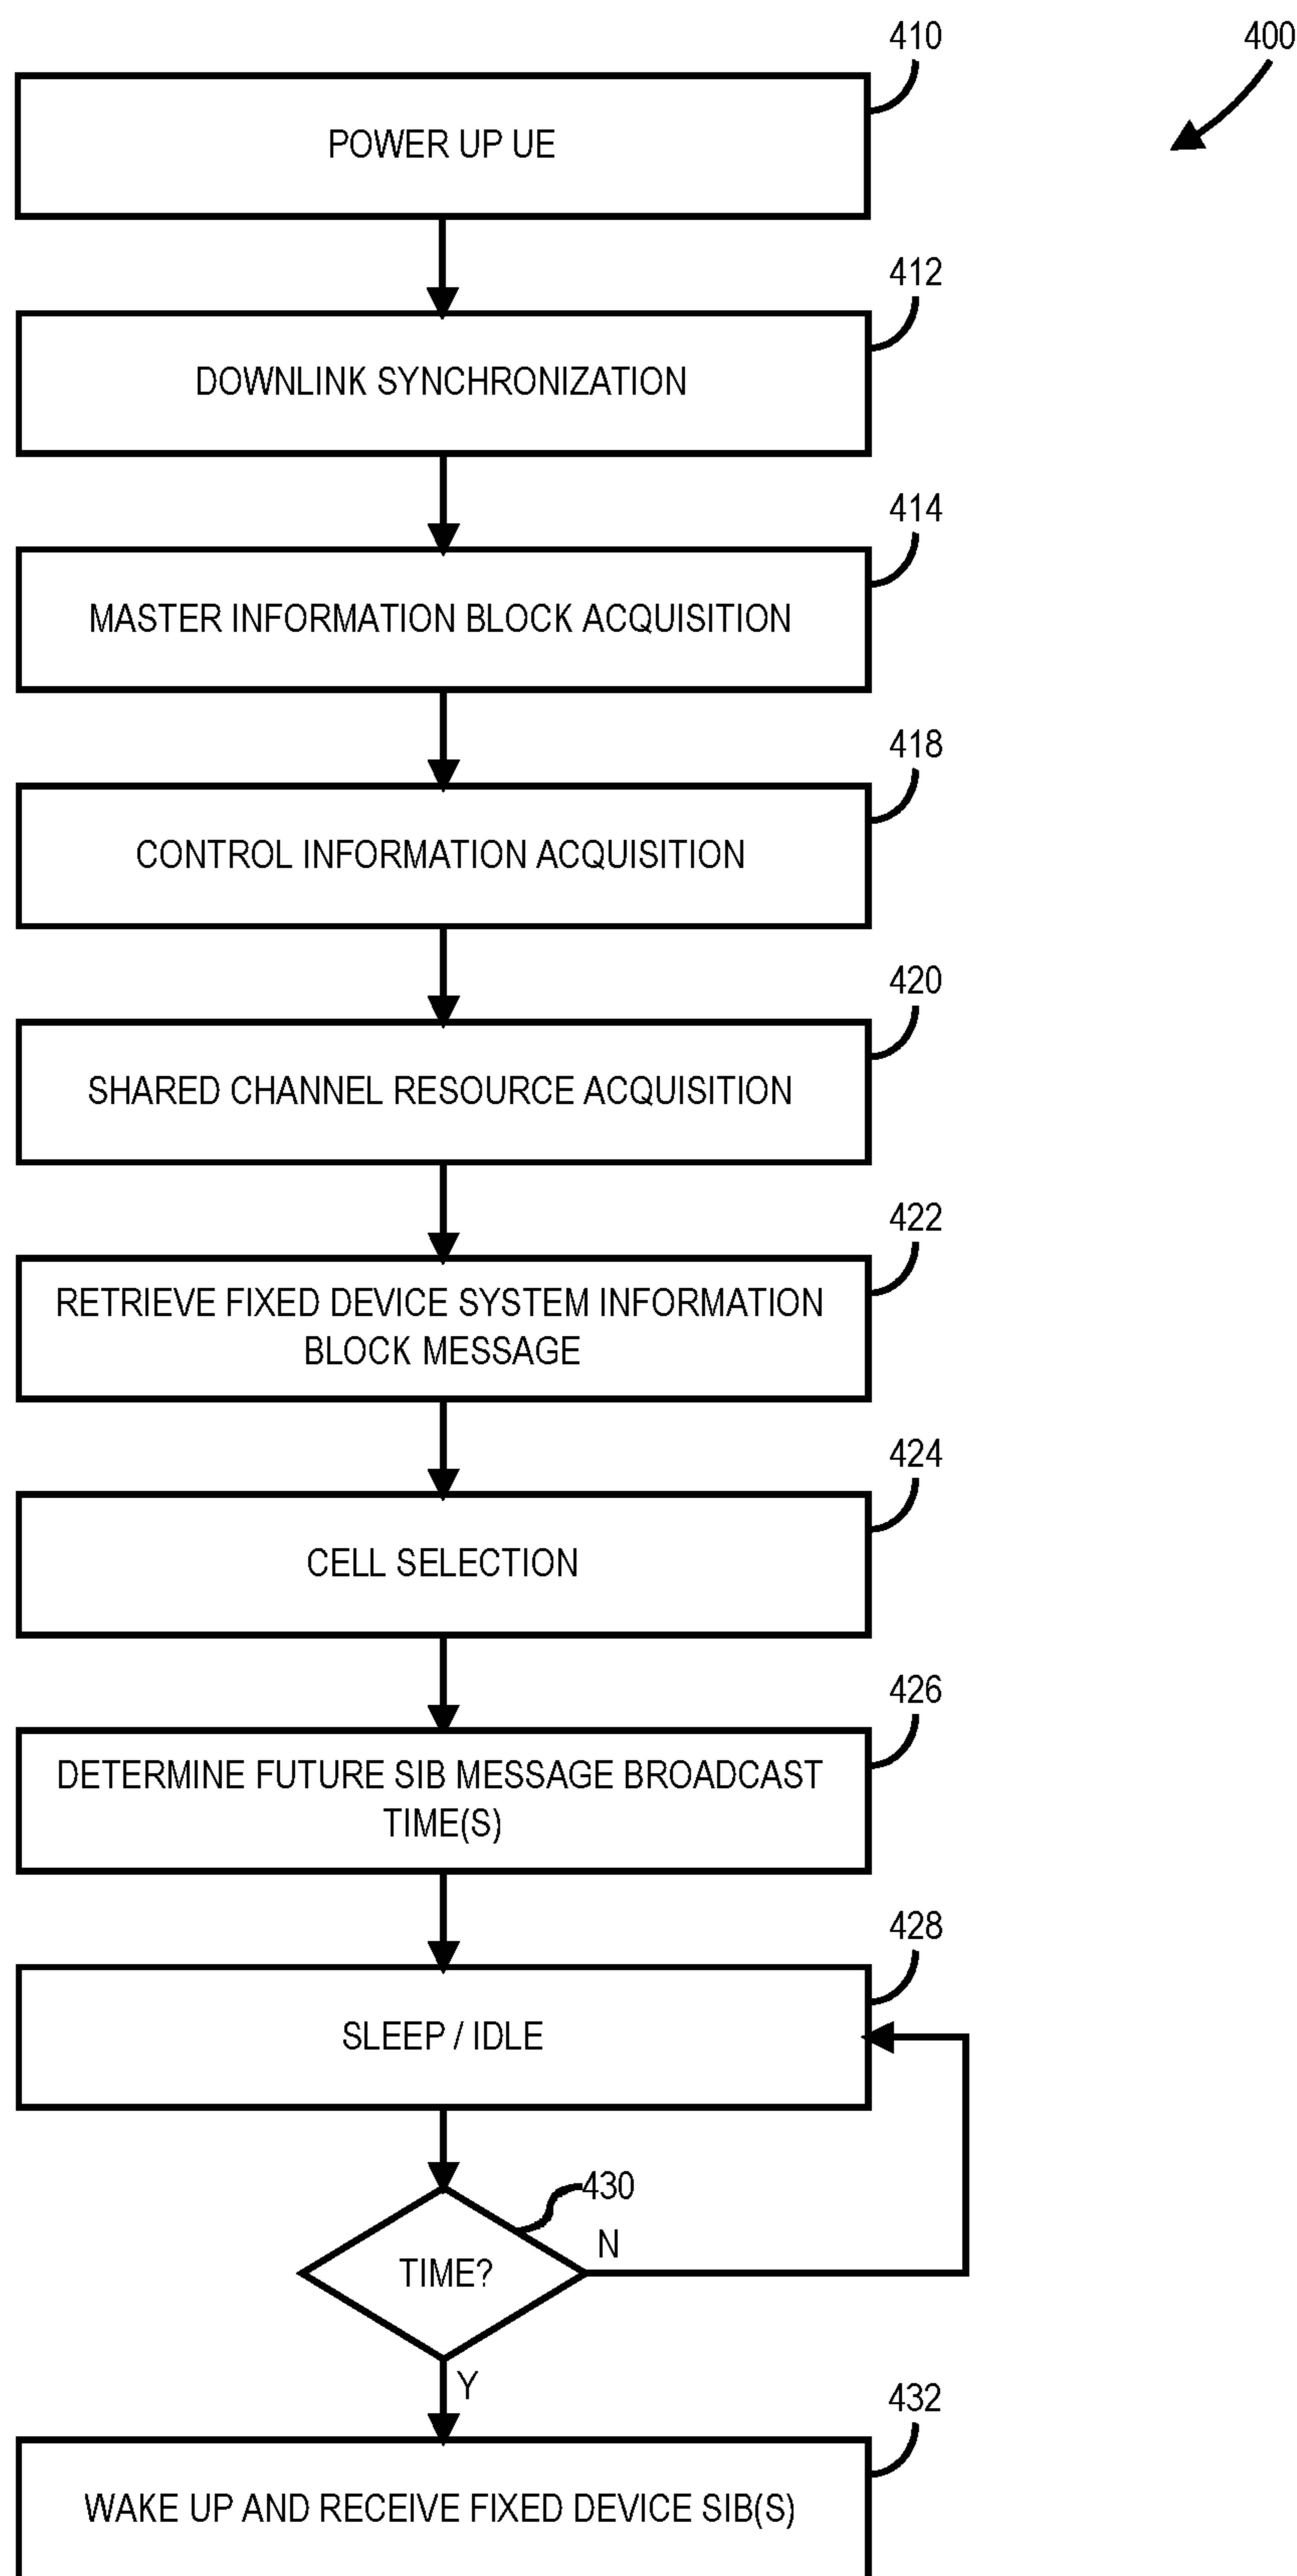 410
400
POWER UP UE
412
DOWNLINK SYNCHRONIZATION
414
MASTER INFORMATION BLOCK ACQUISITION
418
CONTROL INFORMATION ACQUISITION
420
SHARED CHANNEL RESOURCE ACQUISITION
422
RETRIEVE FIXED DEVICE SYSTEM INFORMATION
BLOCK MESSAGE
424
CELL SELECTION
426
DETERMINE FUTURE SIB MESSAGE BROADCAST
TIME(S)
428
SLEEP / IDLE
430
N
TIME?
Y
432
WAKE UP AND RECEIVE FIXED DEVICE SIB(S)